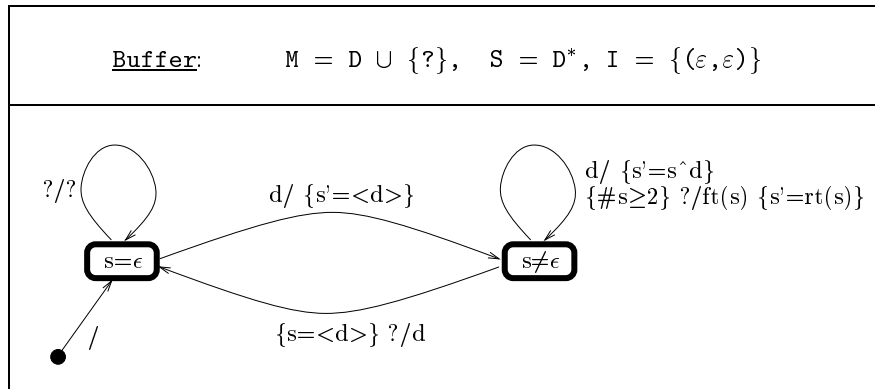 Buffer: M = D ∪ {?}, S = D*, I = {(ε,ε)}
?/?
d/ {s'=<d>}
d/ {s'=s^d}
{#s≥2} ?/ft(s) {s'=rt(s)}
s=ϵ
s≠ϵ
{s=<d>} ?/d
/